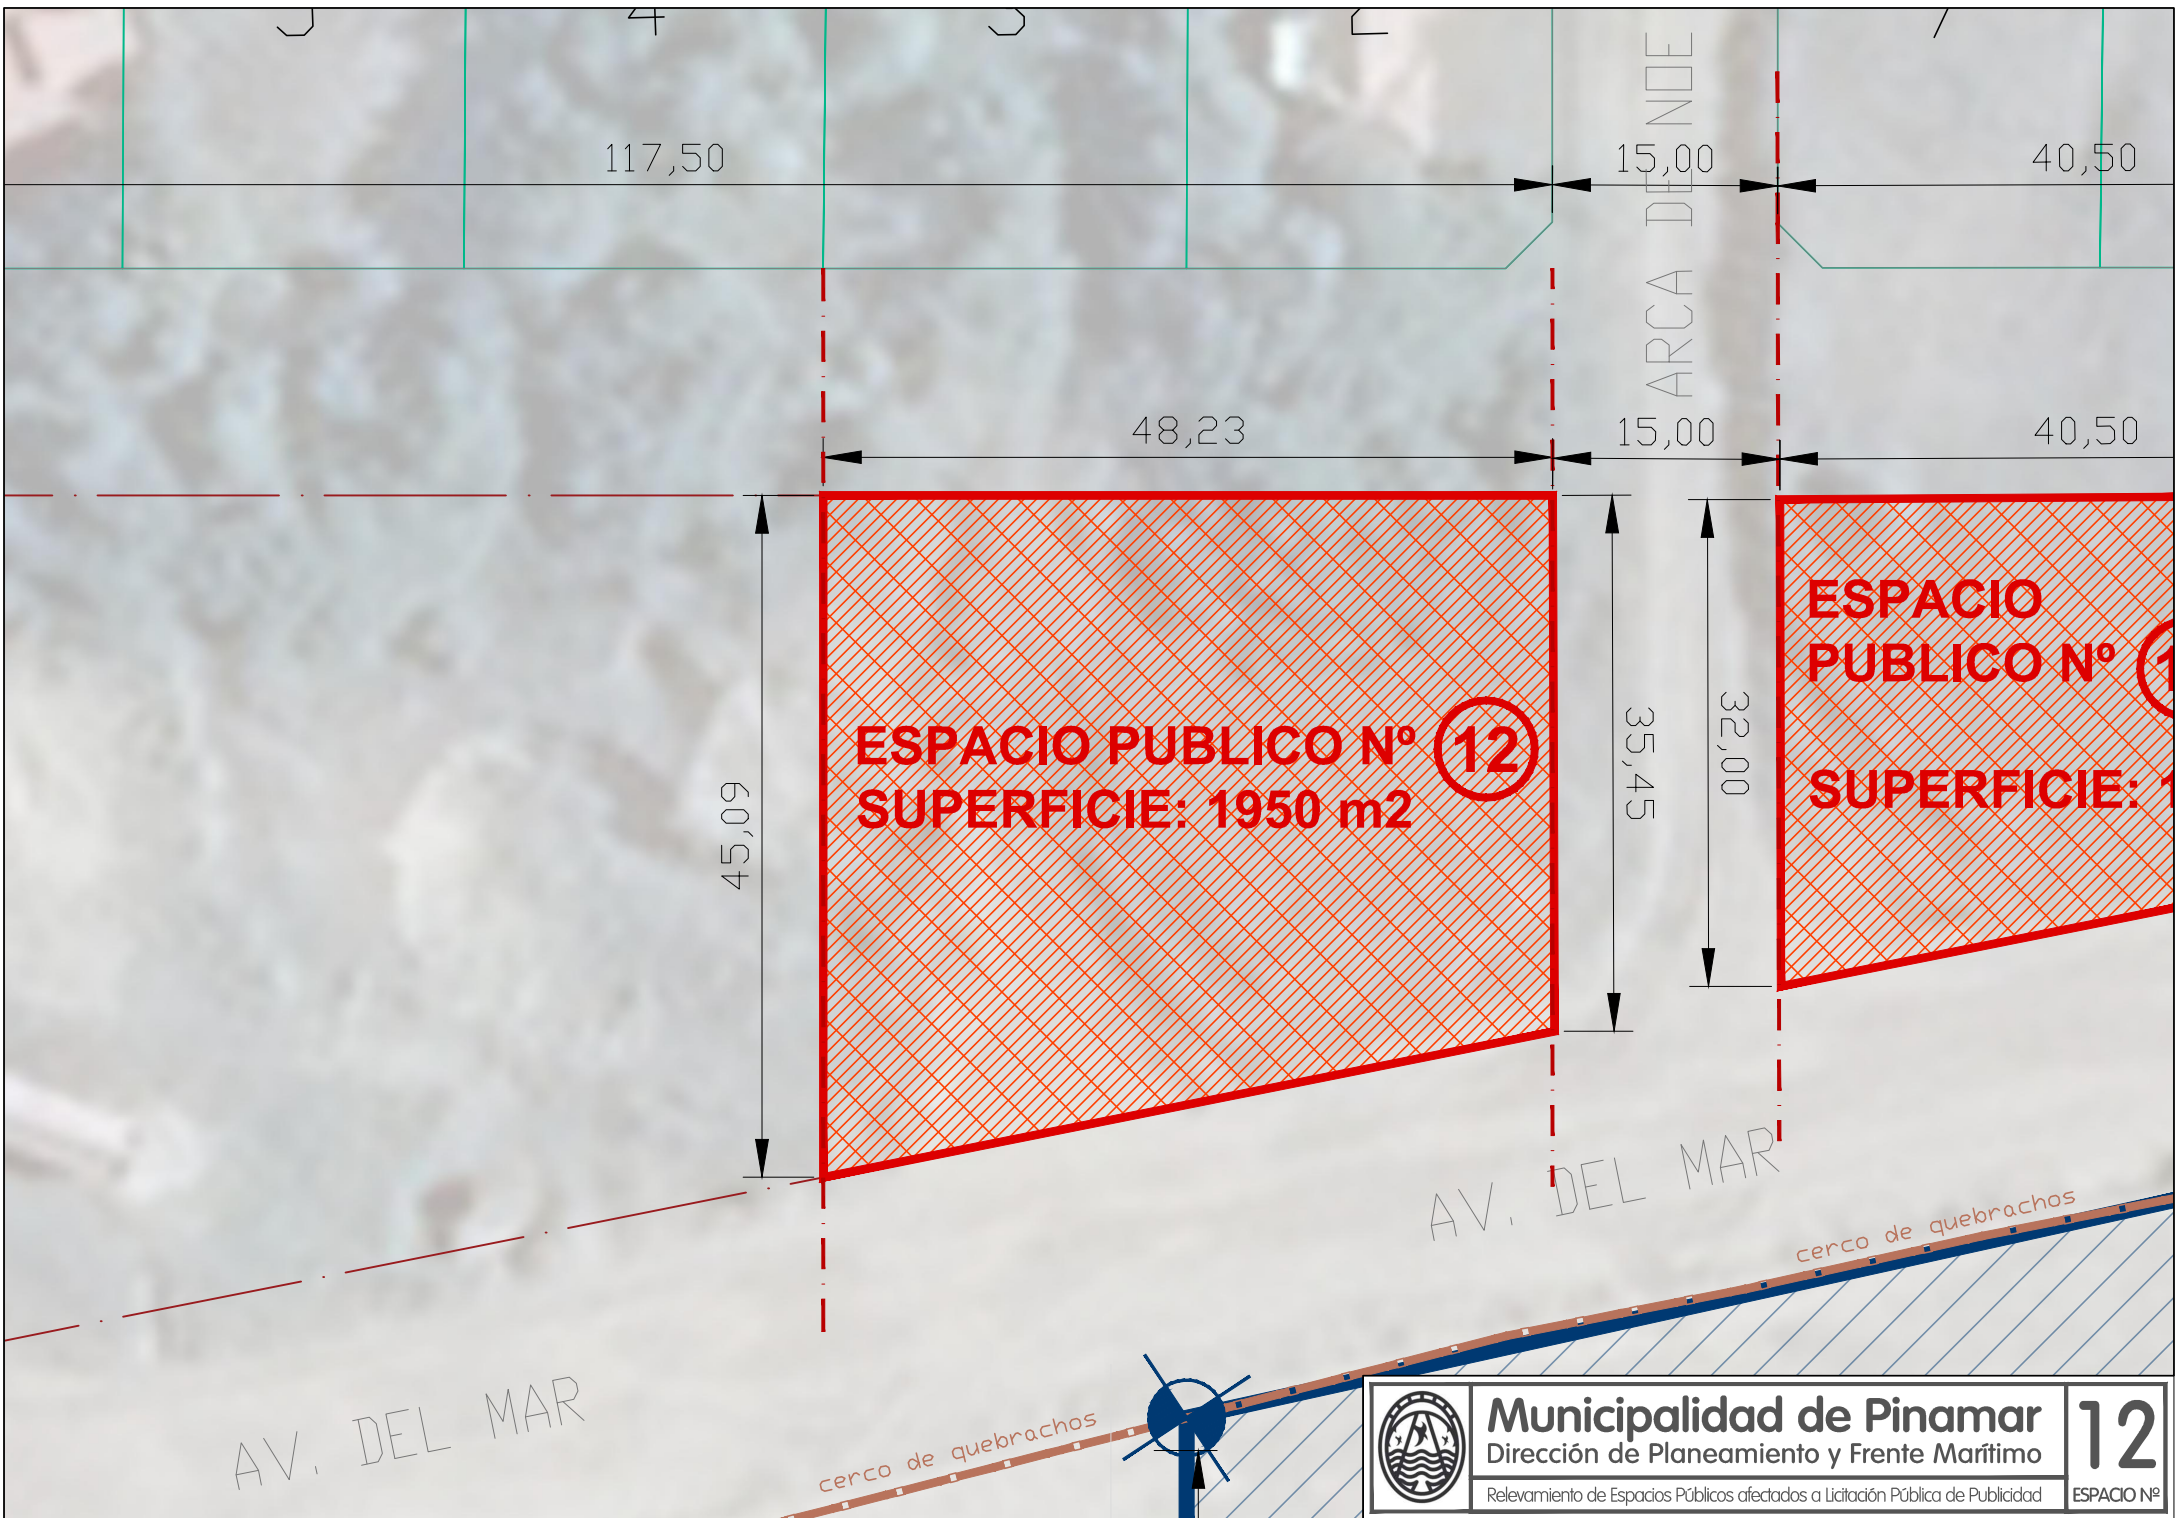 4
117,50
15,00
40,50
ARCA DE NOE
48,23
15,00
40,50
ESPACIO
PUBLICO Nº
SUPERFICIE: 1
ESPACIO PUBLICO Nº 12
SUPERFICIE: 1950 m2
45,09
35,45
32,00
AV. DEL MAR
cerco de quebrachos
AV. DEL MAR
cerco de quebrachos
Municipalidad de Pinamar
Dirección de Planeamiento y Frente Marítimo
Relevamiento de Espacios Públicos afectados a Licitación Pública de Publicidad
12
ESPACIO Nº